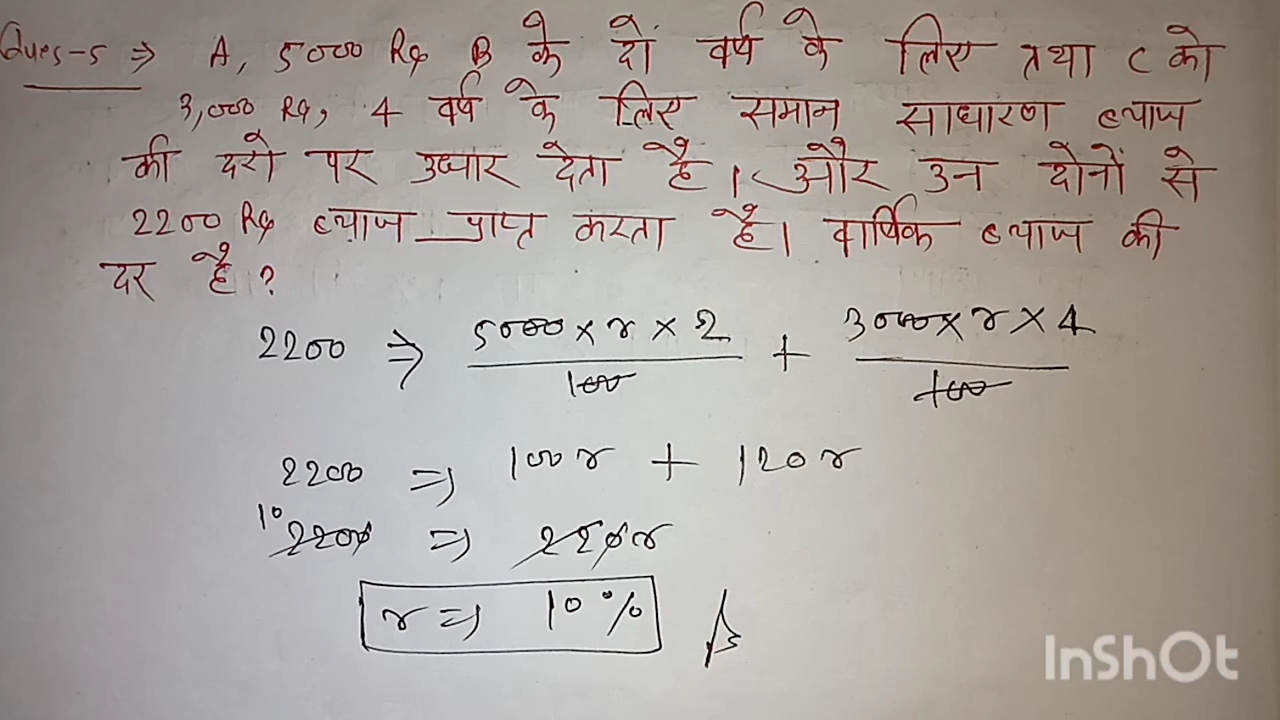 Ques-5 ⇒ A, 5000 Rs B के दो वर्ष के लिए तथा C को
3,000 Rs, 4 वर्ष के लिए समान साधारण ब्याज
की दरो पर उधार देता है। और उन दोनों से
2200 Rs ब्याज प्राप्त करता है। वार्षिक ब्याज की
दर है?
2200 ⇒ 5000 × r × 2 / 100 + 3000 × r × 4 / 100
2200 ⇒ 100r + 120r
10 2200 ⇒ 220r
r ⇒ 10 %
InShOt